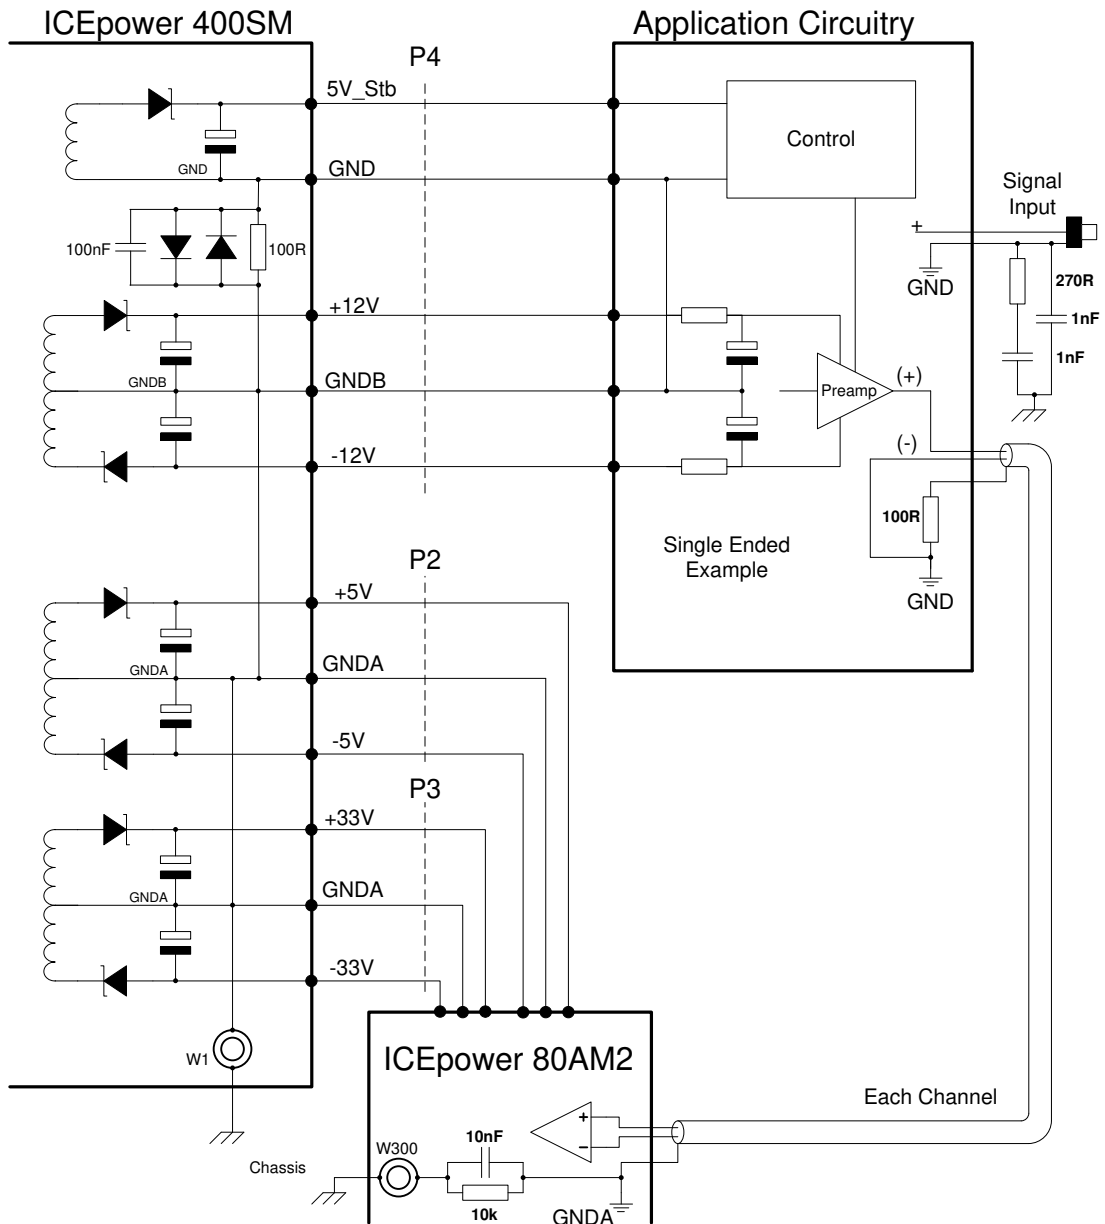 ICEpower 400SM
Application Circuitry
P4
5V_Stb
Control
GND
GND
Signal
Input
100nF
100R
+
GND
270R
+12V
1nF
1nF
GNDB
GNDB
Preamp
(+)
-12V
(-)
100R
Single Ended
Example
GND
P2
+5V
GNDA
GNDA
-5V
P3
+33V
GNDA
GNDA
-33V
W1
ICEpower 80AM2
Each Channel
+
−
10nF
W300
Chassis
10k
GNDA